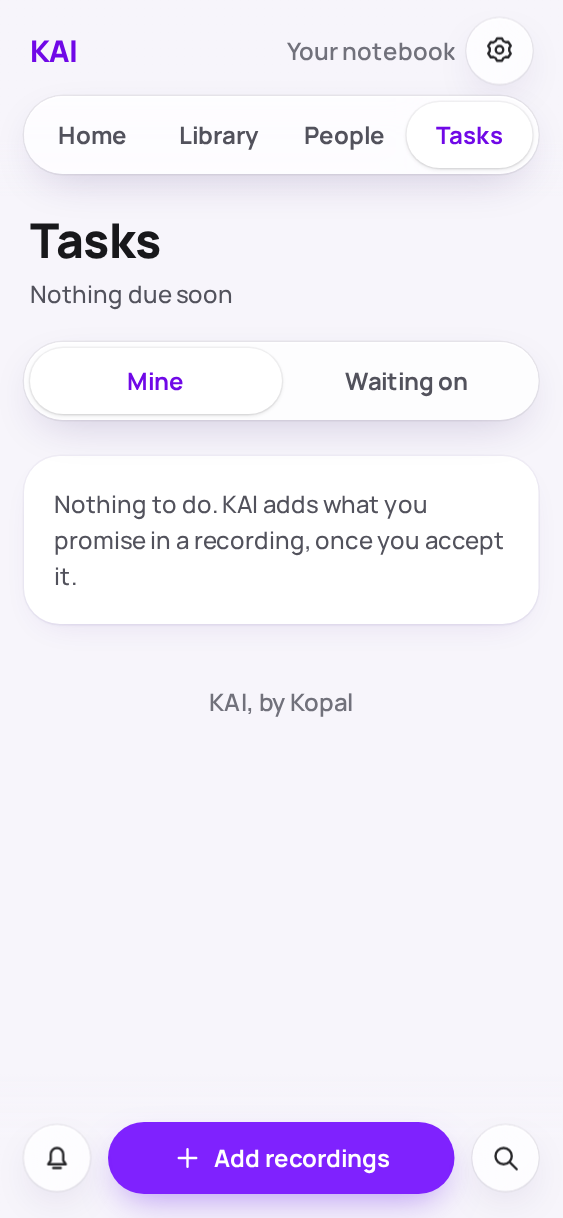 KAI
Your notebook
Home
Library
People
Tasks
Tasks
Nothing due soon
Mine
Waiting on
Nothing to do. KAI adds what you
promise in a recording, once you accept
it.
KAI, by Kopal
Add recordings